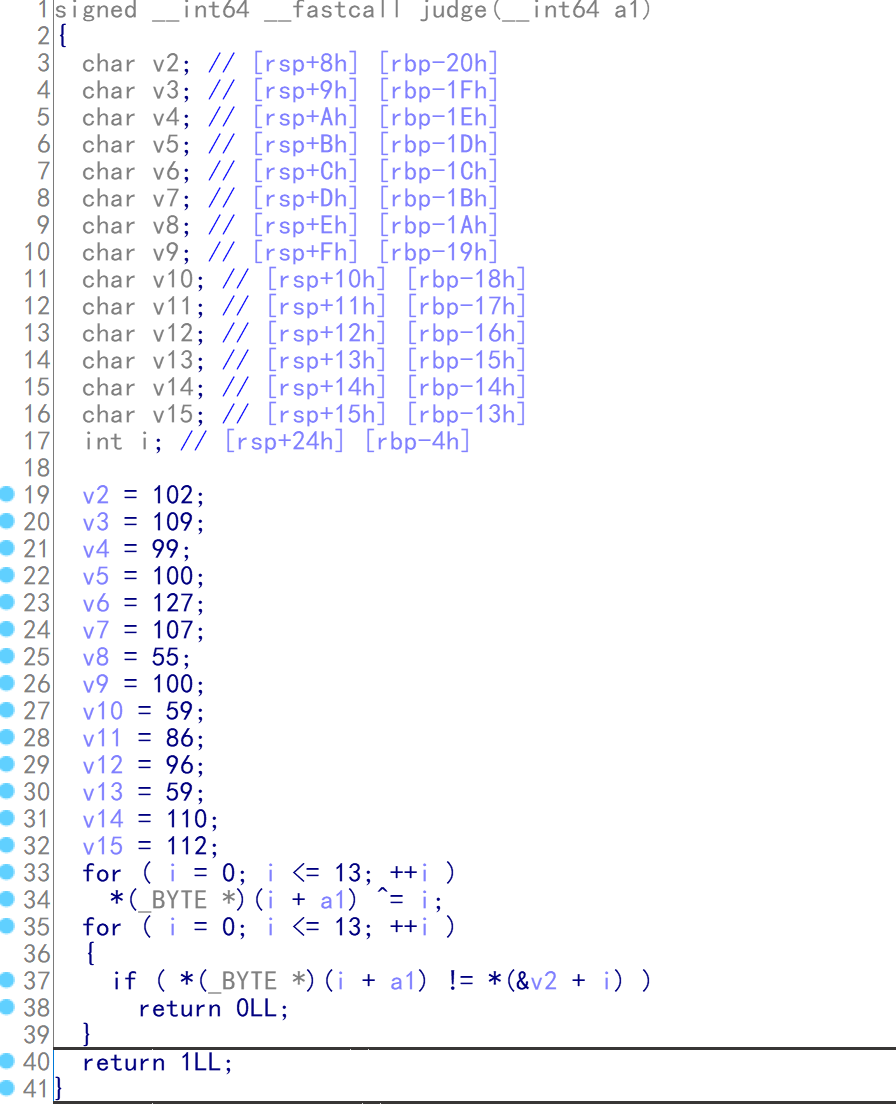 1 signed __int64 __fastcall judge(__int64 a1)
2 {
3 char v2; // [rsp+8h] [rbp-20h]
4 char v3; // [rsp+9h] [rbp-1Fh]
5 char v4; // [rsp+Ah] [rbp-1Eh]
6 char v5; // [rsp+Bh] [rbp-1Dh]
7 char v6; // [rsp+Ch] [rbp-1Ch]
8 char v7; // [rsp+Dh] [rbp-1Bh]
9 char v8; // [rsp+Eh] [rbp-1Ah]
10 char v9; // [rsp+Fh] [rbp-19h]
11 char v10; // [rsp+10h] [rbp-18h]
12 char v11; // [rsp+11h] [rbp-17h]
13 char v12; // [rsp+12h] [rbp-16h]
14 char v13; // [rsp+13h] [rbp-15h]
15 char v14; // [rsp+14h] [rbp-14h]
16 char v15; // [rsp+15h] [rbp-13h]
17 int i; // [rsp+24h] [rbp-4h]
18
19 v2 = 102;
20 v3 = 109;
21 v4 = 99;
22 v5 = 100;
23 v6 = 127;
24 v7 = 107;
25 v8 = 55;
26 v9 = 100;
27 v10 = 59;
28 v11 = 86;
29 v12 = 96;
30 v13 = 59;
31 v14 = 110;
32 v15 = 112;
33 for ( i = 0; i <= 13; ++i )
34 *(_BYTE *)(i + a1) ^= i;
35 for ( i = 0; i <= 13; ++i )
36 {
37 if ( *(_BYTE *)(i + a1) != *(&v2 + i) )
38 return 0LL;
39 }
40 return 1LL;
41 }